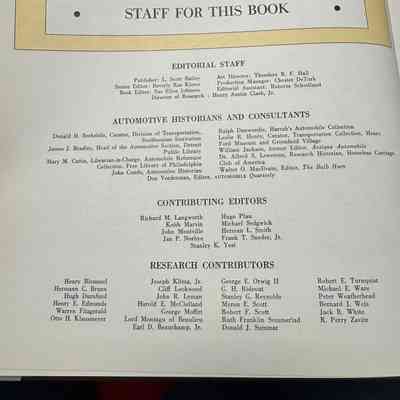 STAFF FOR THIS BOOK
EDITORIAL STAFF
Publisher: L. Scott Bailey
Art Director: Theodore R. F. Hall
Senior Editor: Beverly Rae Kimes
Production Manager: Chester DeTurk
Book Editor: Sue Ellen Johnson
Editorial Assistant: Roberta Schwilland
Director of Research: Henry Austin Clark, Jr.
AUTOMOTIVE HISTORIANS AND CONSULTANTS
Donald H. Berkebile, Curator, Division of Transportation,
Smithsonian Institution
James J. Bradley, Head of the Automotive Section, Detroit
Public Library
Mary M. Cattie, Librarian-in-Charge, Automobile Reference
Collection, Free Library of Philadelphia
John Conde, Automotive Historian
Ralph Dunwoodie, Harrah's Automobile Collection
Leslie R. Henry, Curator, Transportation Collection, Henry
Ford Museum and Greenfield Village
William Jackson, former Editor, Antique Automobile
Dr. Alfred S. Lewerenz, Research Historian, Horseless Carriage
Club of America
Walter O. MacIlvain, Editor, The Bulb Horn
Don Vorderman, Editor, AUTOMOBILE Quarterly
CONTRIBUTING EDITORS
Richard M. Langworth
Hugo Pfau
Keith Marvin
Michael Sedgwick
John Montville
Herman L. Smith
Jan P. Norbye
Frank T. Snyder, Jr.
Stanley K. Yost
RESEARCH CONTRIBUTORS
Henry Blommel
Hermann C. Brunn
Hugh Durnford
Henry E. Edmunds
Warren Fitzgerald
Otto H. Klausmeyer
Joseph Klima, Jr.
Cliff Lockwood
John R. Leman
Harold E. McClelland
George Moffitt
Lord Montagu of Beaulieu
Earl D. Beauchamp, Jr.
George E. Orwig II
G. H. Ridenour
Stanley G. Reynolds
Myron E. Scott
Robert F. Scott
Ruth Franklin Sommerlad
Donald J. Summar
Robert E. Turnquist
Michael E. Ware
Peter Weatherhead
Bernard J. Weis
Jack B. White
R. Perry Zavitz